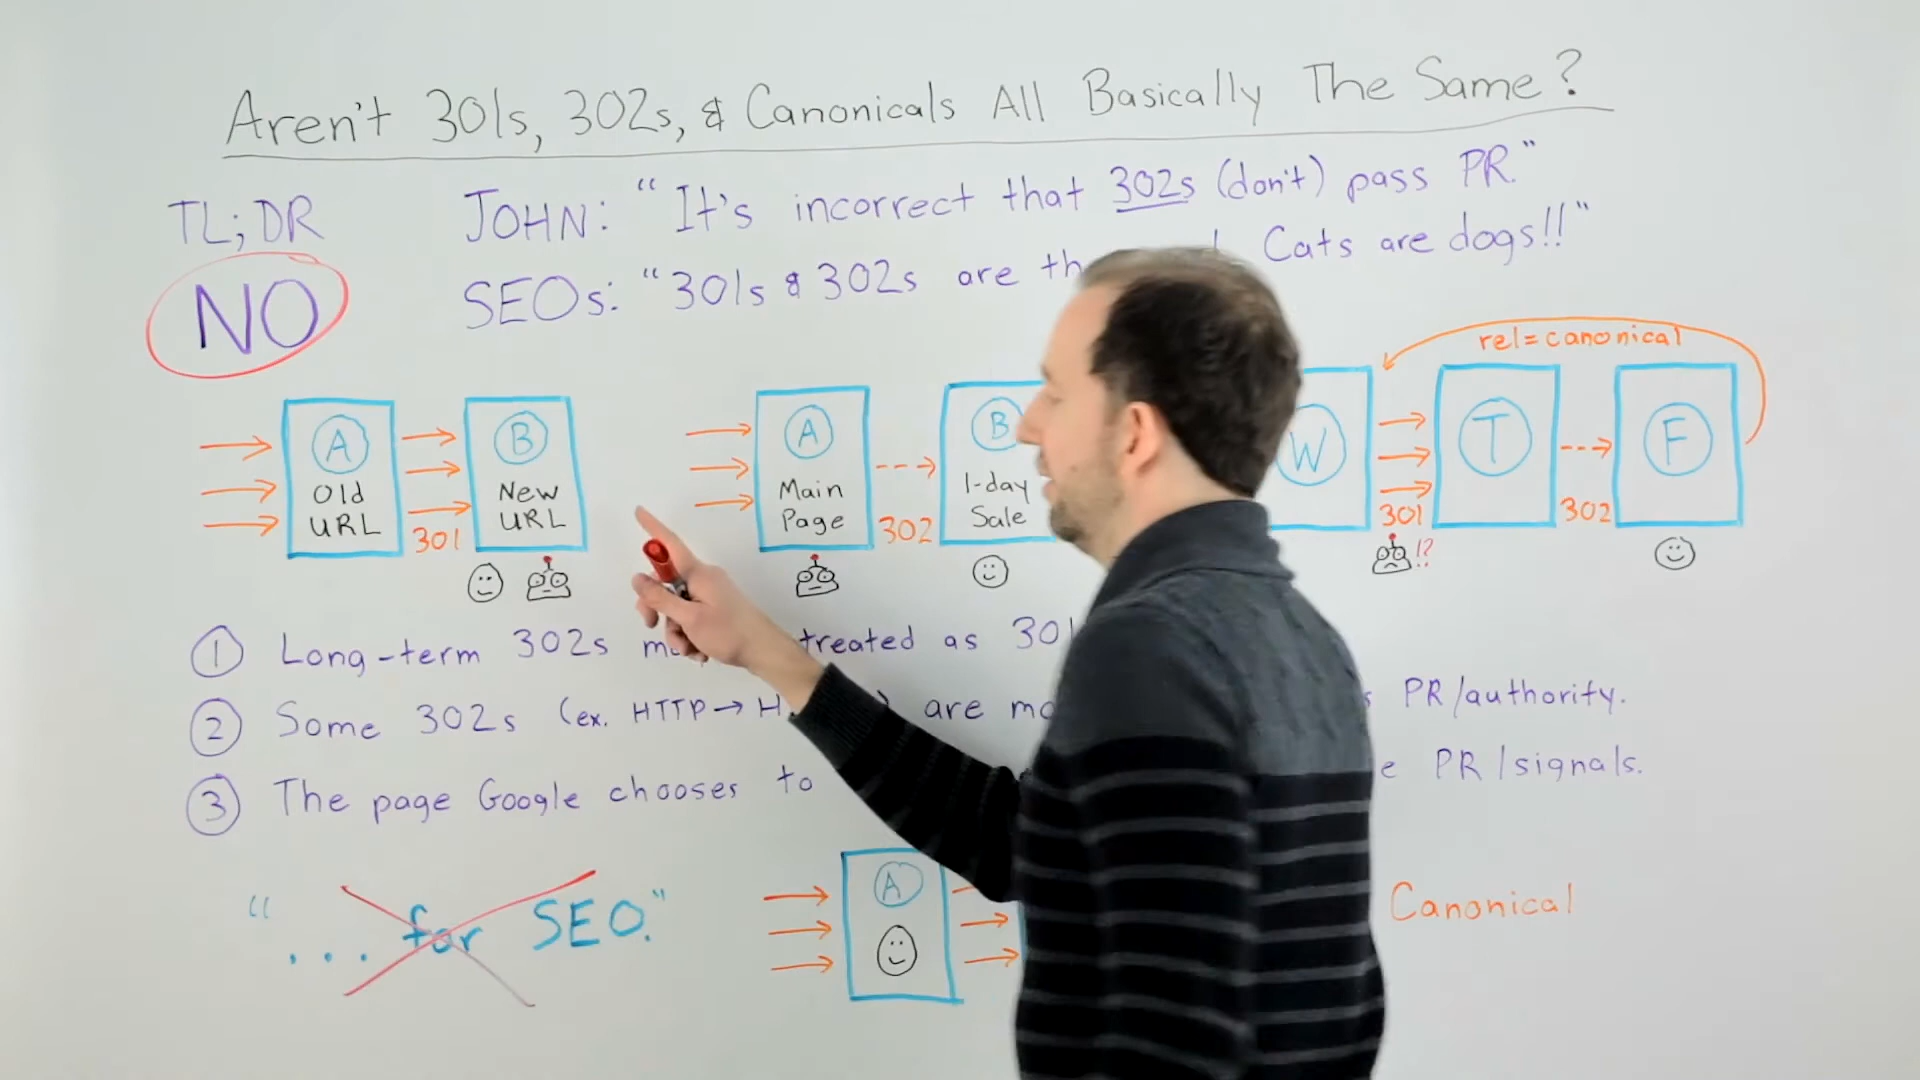 Aren't 301s, 302s, & Canonicals All Basically The Same?
TL;DR
NO
JOHN: "It's incorrect that 302s (don't) pass PR."
SEOs: "301s & 302s are the Cats are dogs!!"
A
Old
URL
301
B
New
URL
A
Main
Page
302
B
1-day
Sale
W
301
!?
T
302
F
rel=canonical
1 Long-term 302s treated as
2 Some 302s (ex. HTTP→ ) are PR/authority.
3 The page Google chooses to PR/signals.
"... for SEO."
A
Canonical